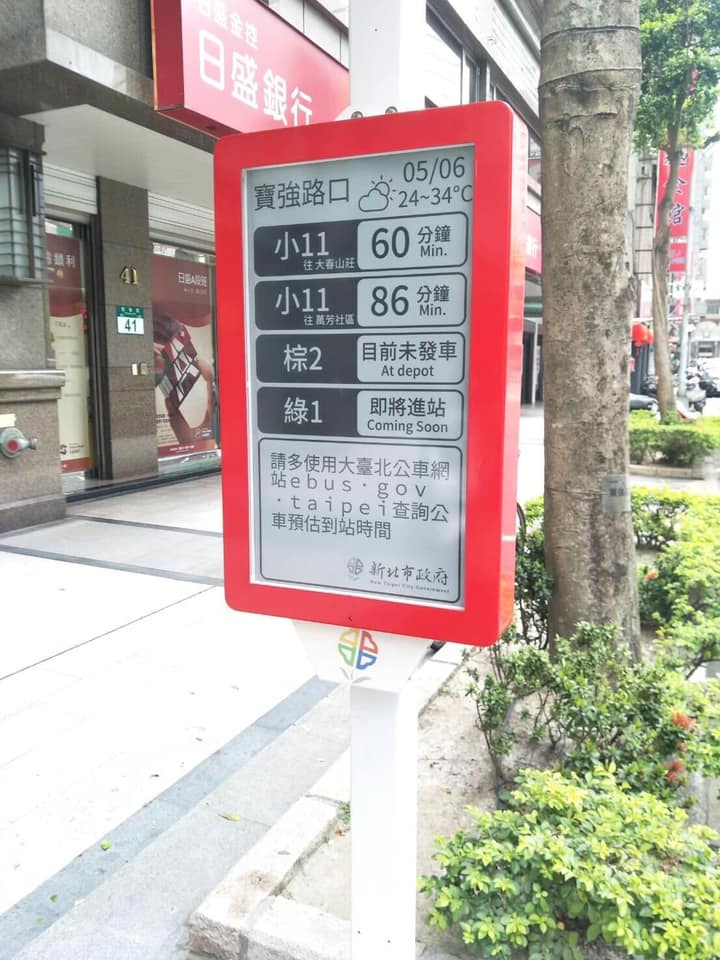 日盛金控
日盛銀行
寶強路口
05/06
24~34°C
小11
往 大春山莊
60 分鐘
Min.
小11
往 萬芳社區
86 分鐘
Min.
棕2
目前未發車
At depot
綠1
即將進站
Coming Soon
請多使用大臺北公車網
站ebus·gov
·taipei查詢公
車預估到站時間
新北市政府
New Taipei City Government
41
41